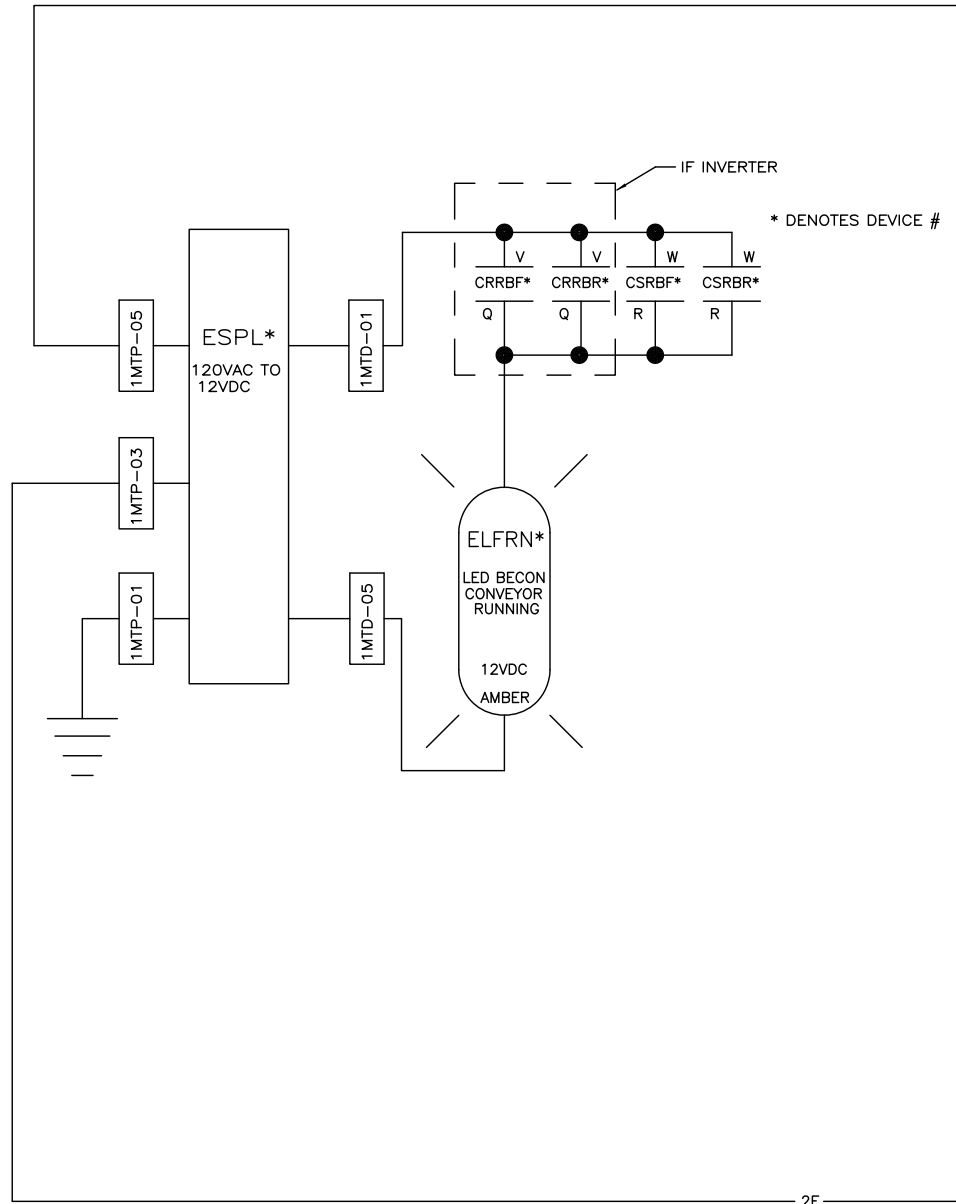 IF INVERTER
* DENOTES DEVICE #
V
V
W
W
CRRBF*
CRRBR*
CSRBF*
CSRBR*
Q
Q
R
R
1MTP-05
ESPL*
120VAC TO
12VDC
1MTD-01
1MTP-03
1MTP-01
1MTD-05
ELFRN*
LED BECON
CONVEYOR
RUNNING
12VDC
AMBER